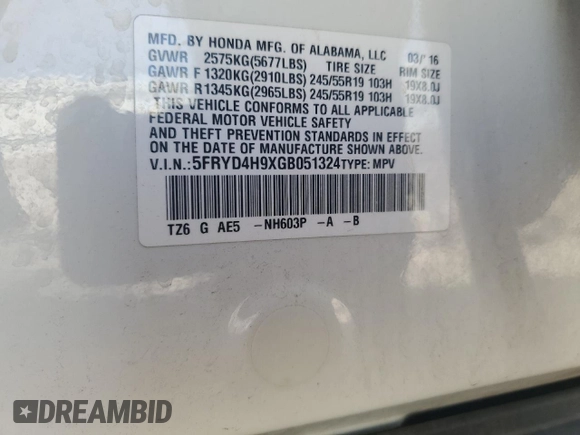 MFD. BY HONDA MFG. OF ALABAMA, LLC 03/'16
GVWR 2575KG(5677LBS) TIRE SIZE RIM SIZE
GAWR F 1320KG(2910LBS) 245/55R19 103H 19X8.0J
GAWR R 1345KG(2965LBS) 245/55R19 103H 19X8.0J
THIS VEHICLE CONFORMS TO ALL APPLICABLE
FEDERAL MOTOR VEHICLE SAFETY
AND THEFT PREVENTION STANDARDS IN EFFECT
ON THE DATE OF MANUFACTURE SHOWN ABOVE.
V.I.N.: 5FRYD4H9XGB051324 TYPE: MPV
TZ6 G AE5 -NH603P -A -B
DREAMBID